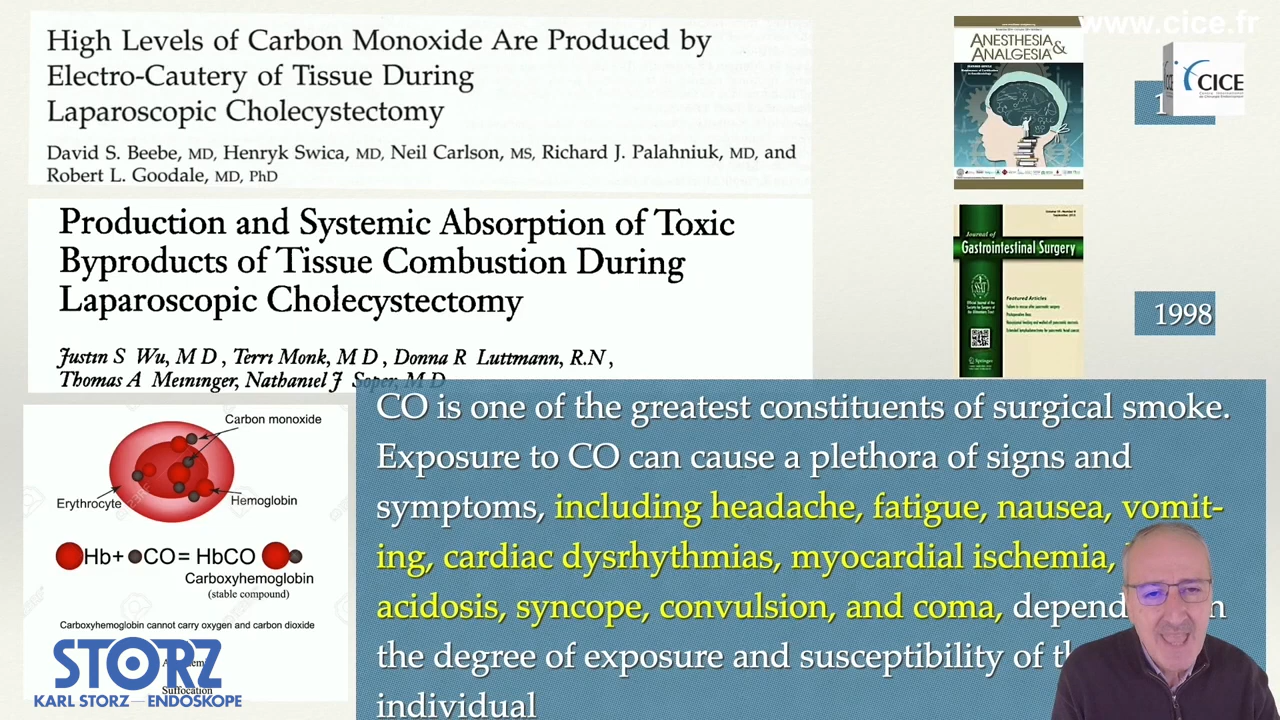 www.cice.fr
High Levels of Carbon Monoxide Are Produced by
Electro-Cautery of Tissue During
Laparoscopic Cholecystectomy
David S. Beebe, MD, Henryk Swica, MD, Neil Carlson, MS, Richard J. Palahniuk, MD, and
Robert L. Goodale, MD, PhD
ANESTHESIA &
ANALGESIA
CICE
Production and Systemic Absorption of Toxic
Byproducts of Tissue Combustion During
Laparoscopic Cholecystectomy
Justin S Wu, M D , Terri Monk, M D , Donna R Luttmann, R.N ,
Thomas A Meininger, Nathaniel J Soper, M D
Journal of
Gastrointestinal Surgery
Featured Articles
1998
Carbon monoxide
Erythrocyte
Hemoglobin
Hb+ CO = HbCO
Carboxyhemoglobin
(stable compound)
Carboxyhemoglobin cannot carry oxygen and carbon dioxide
Suffocation
STORZ
KARL STORZ—ENDOSKOPE
CO is one of the greatest constituents of surgical smoke.
Exposure to CO can cause a plethora of signs and
symptoms, including headache, fatigue, nausea, vomit-
ing, cardiac dysrhythmias, myocardial ischemia,
acidosis, syncope, convulsion, and coma,
the degree of exposure and susceptibility of
individual